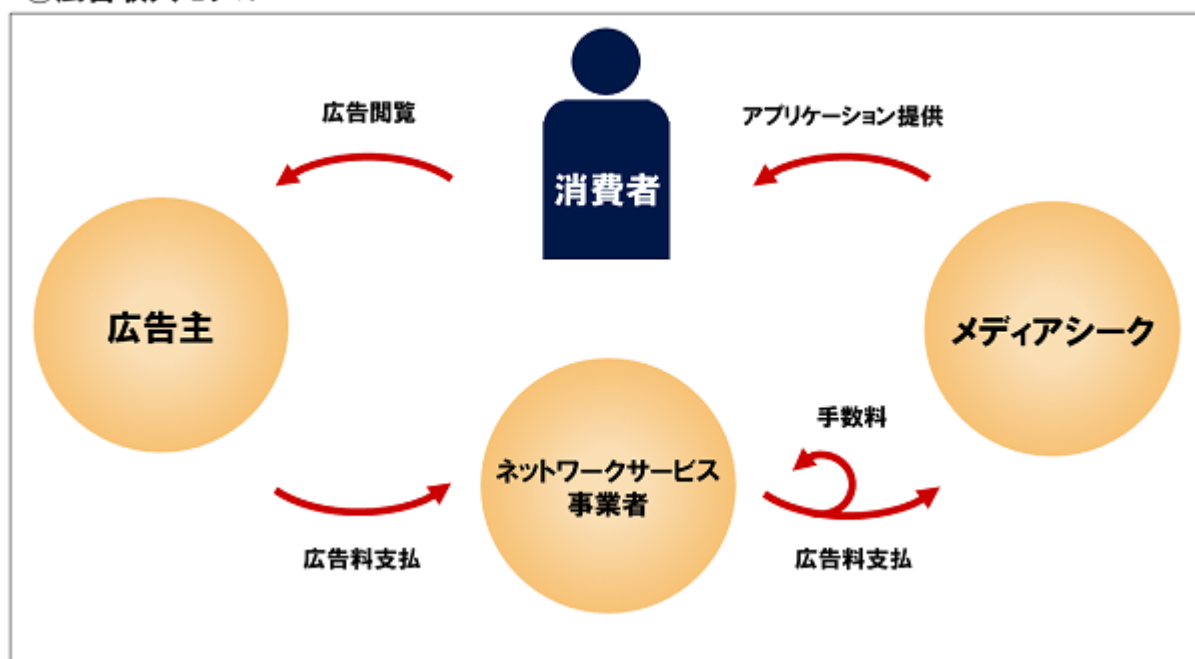 広告閲覧
アプリケーション提供
消費者
広告主
メディアシーク
手数料
ネットワークサービス
事業者
広告料支払
広告料支払